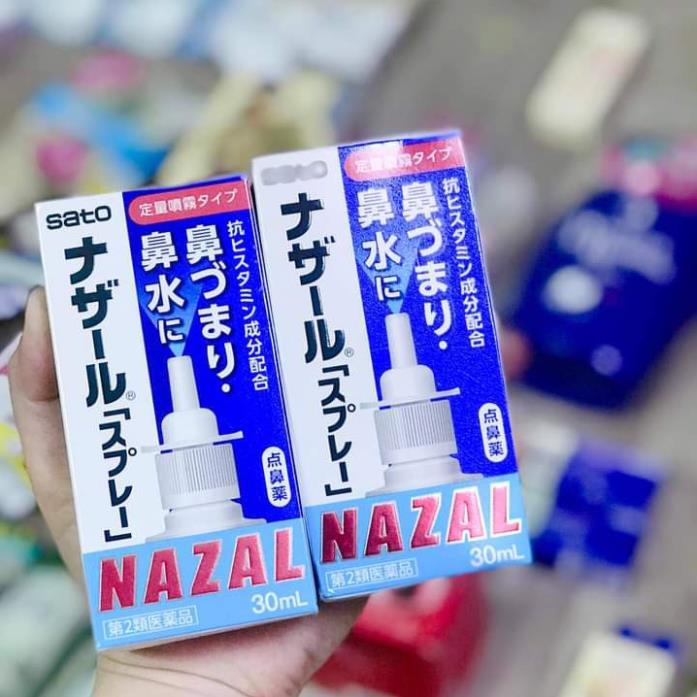 sato
定量噴霧タイプ
抗ヒスタミン成分配合
鼻づまり・
鼻水に
ナザール®「スプレー」
点鼻薬
NAZAL
30mL
第2類医薬品
定量噴霧タイプ
抗ヒスタミン成分配合
鼻づまり・
鼻水に
ナザール®「スプレー」
点鼻薬
NAZAL
30mL
第2類医薬品